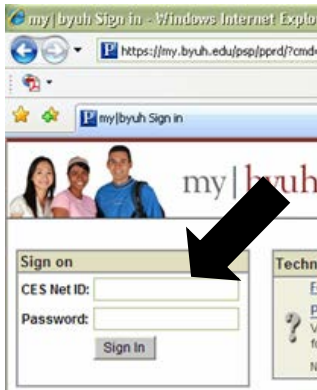 my|byuh Sign in - Windows Internet Explo
https://my.byuh.edu/psp/pprd/?cmd=
my|byuh Sign in
my|byuh
Sign on
Techn
CES Net ID:
Password:
?
Sign In